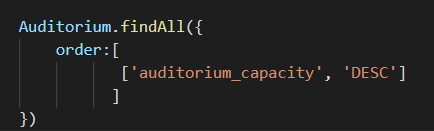 Auditorium.findAll({
order:[
['auditorium_capacity', 'DESC']
]
})